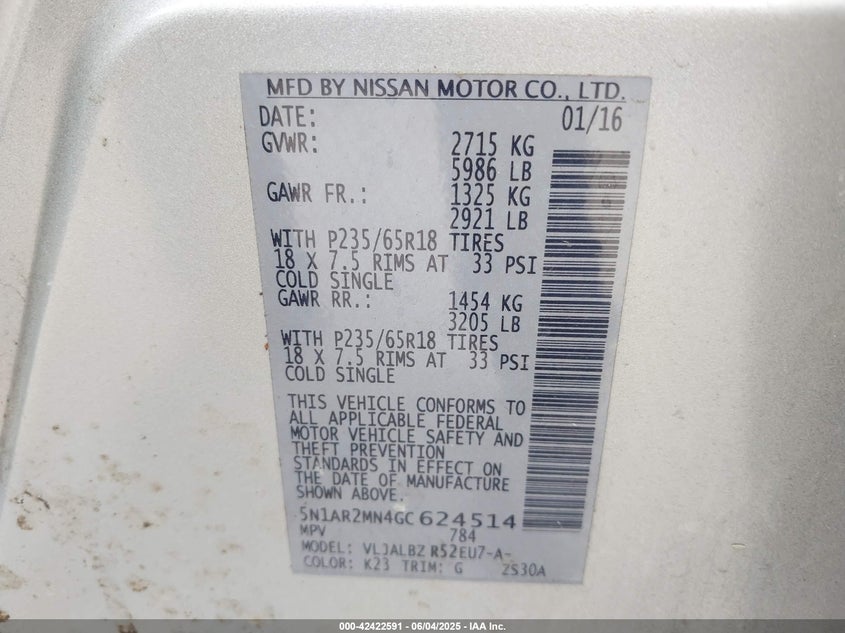 MFD BY NISSAN MOTOR CO., LTD.
DATE: 01/16
GVWR: 2715 KG
5986 LB
GAWR FR.: 1325 KG
2921 LB
WITH P235/65R18 TIRES
18 X 7.5 RIMS AT 33 PSI
COLD SINGLE
GAWR RR.: 1454 KG
3205 LB
WITH P235/65R18 TIRES
18 X 7.5 RIMS AT 33 PSI
COLD SINGLE
THIS VEHICLE CONFORMS TO
ALL APPLICABLE FEDERAL
MOTOR VEHICLE SAFETY AND
THEFT PREVENTION
STANDARDS IN EFFECT ON
THE DATE OF MANUFACTURE
SHOWN ABOVE.
5N1AR2MN4GC624514
MPV 784
MODEL: R52EU7-A-
COLOR: K23 TRIM: G 2S30A
000-42422591 - 06/04/2025 - IAA Inc.